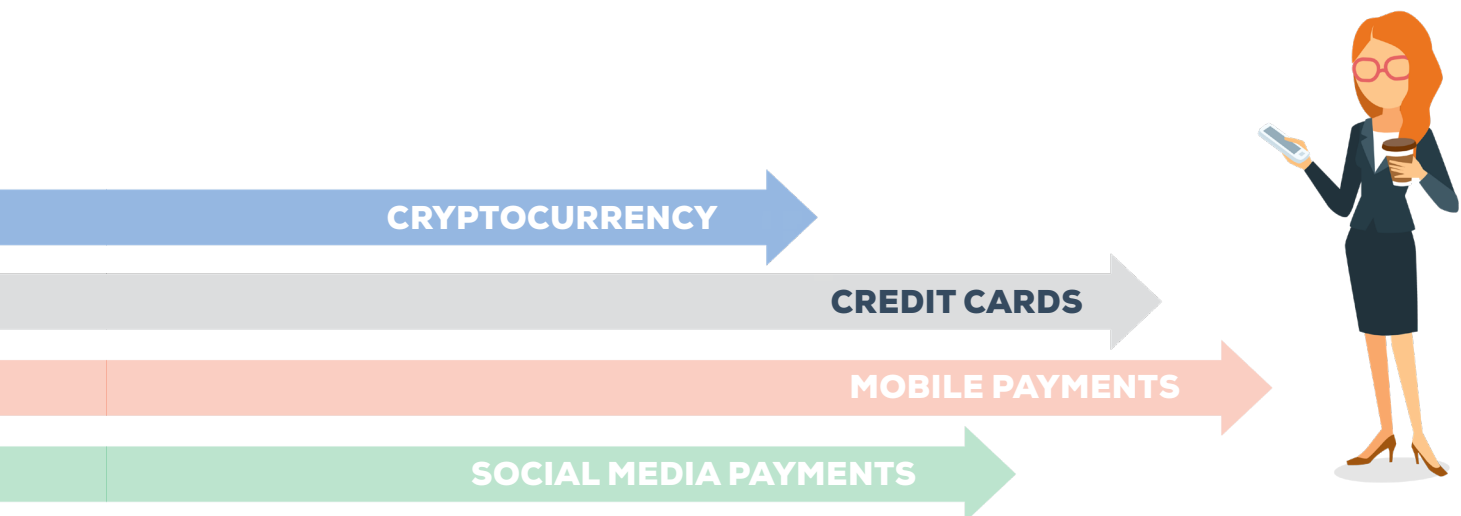 CRYPTOCURRENCY
CREDIT CARDS
MOBILE PAYMENTS
SOCIAL MEDIA PAYMENTS